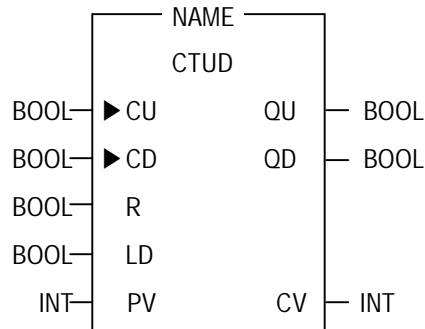 NAME
CTUD
BOOL CU QU BOOL
BOOL CD QD BOOL
BOOL R
BOOL LD
INT PV CV INT